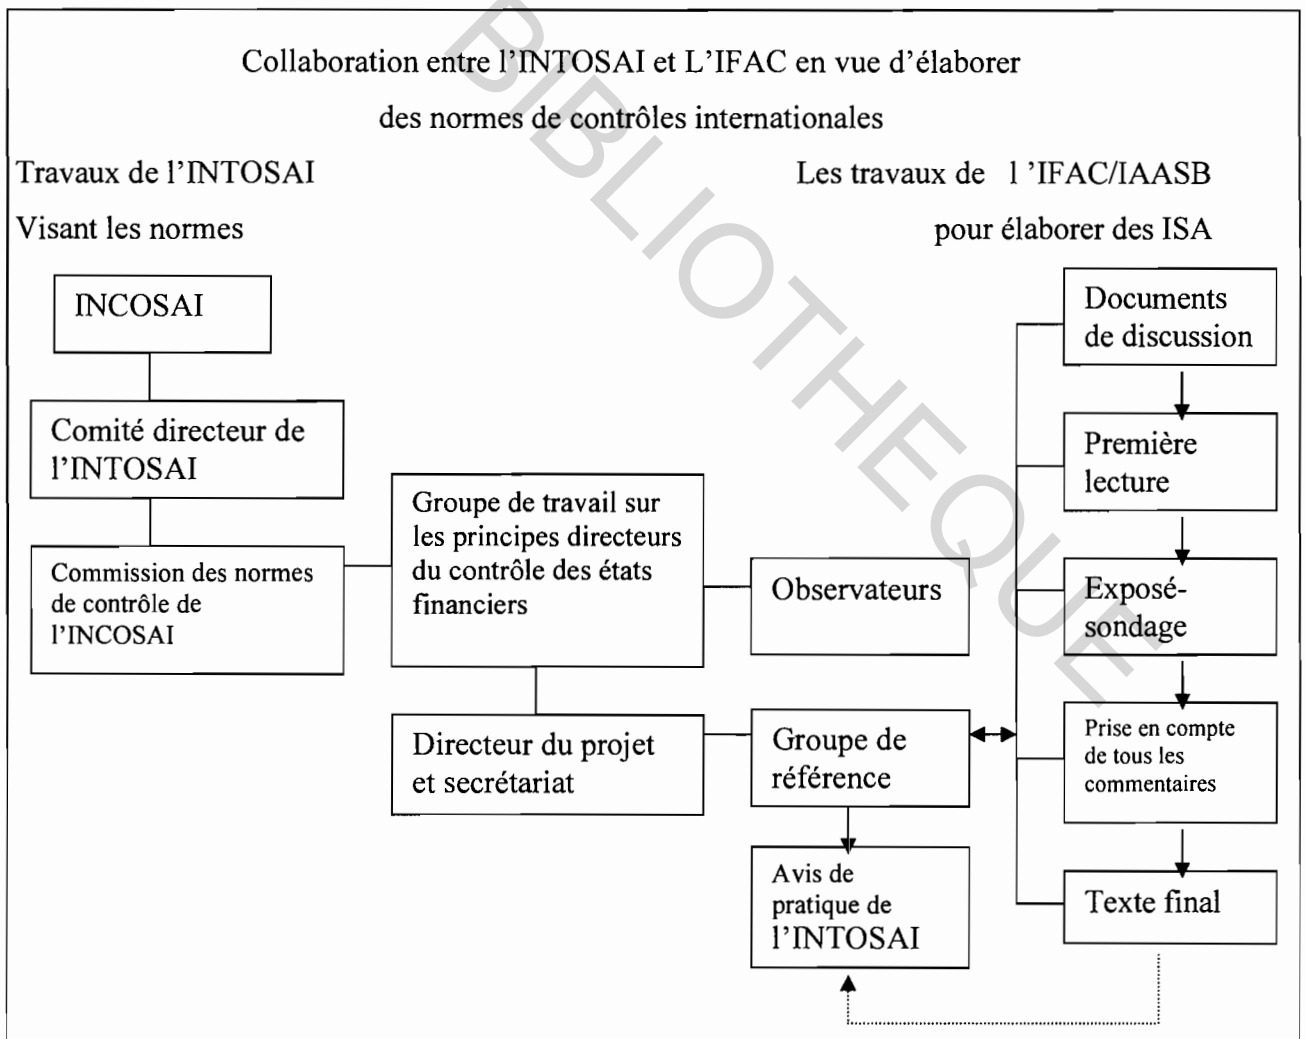 Collaboration entre l'INTOSAI et L'IFAC en vue d'élaborer
des normes de contrôles internationales
Travaux de l'INTOSAI
Visant les normes
Les travaux de l 'IFAC/IAASB
pour élaborer des ISA
INCOSAI
Comité directeur de
l'INTOSAI
Commission des normes
de contrôle de
l'INCOSAI
Groupe de travail sur
les principes directeurs
du contrôle des états
financiers
Observateurs
Directeur du projet
et secrétariat
Groupe de
référence
Avis de
pratique de
l'INTOSAI
Documents
de discussion
Première
lecture
Exposé-
sondage
Prise en compte
de tous les
commentaires
Texte final
BIBLIOTHEQUE